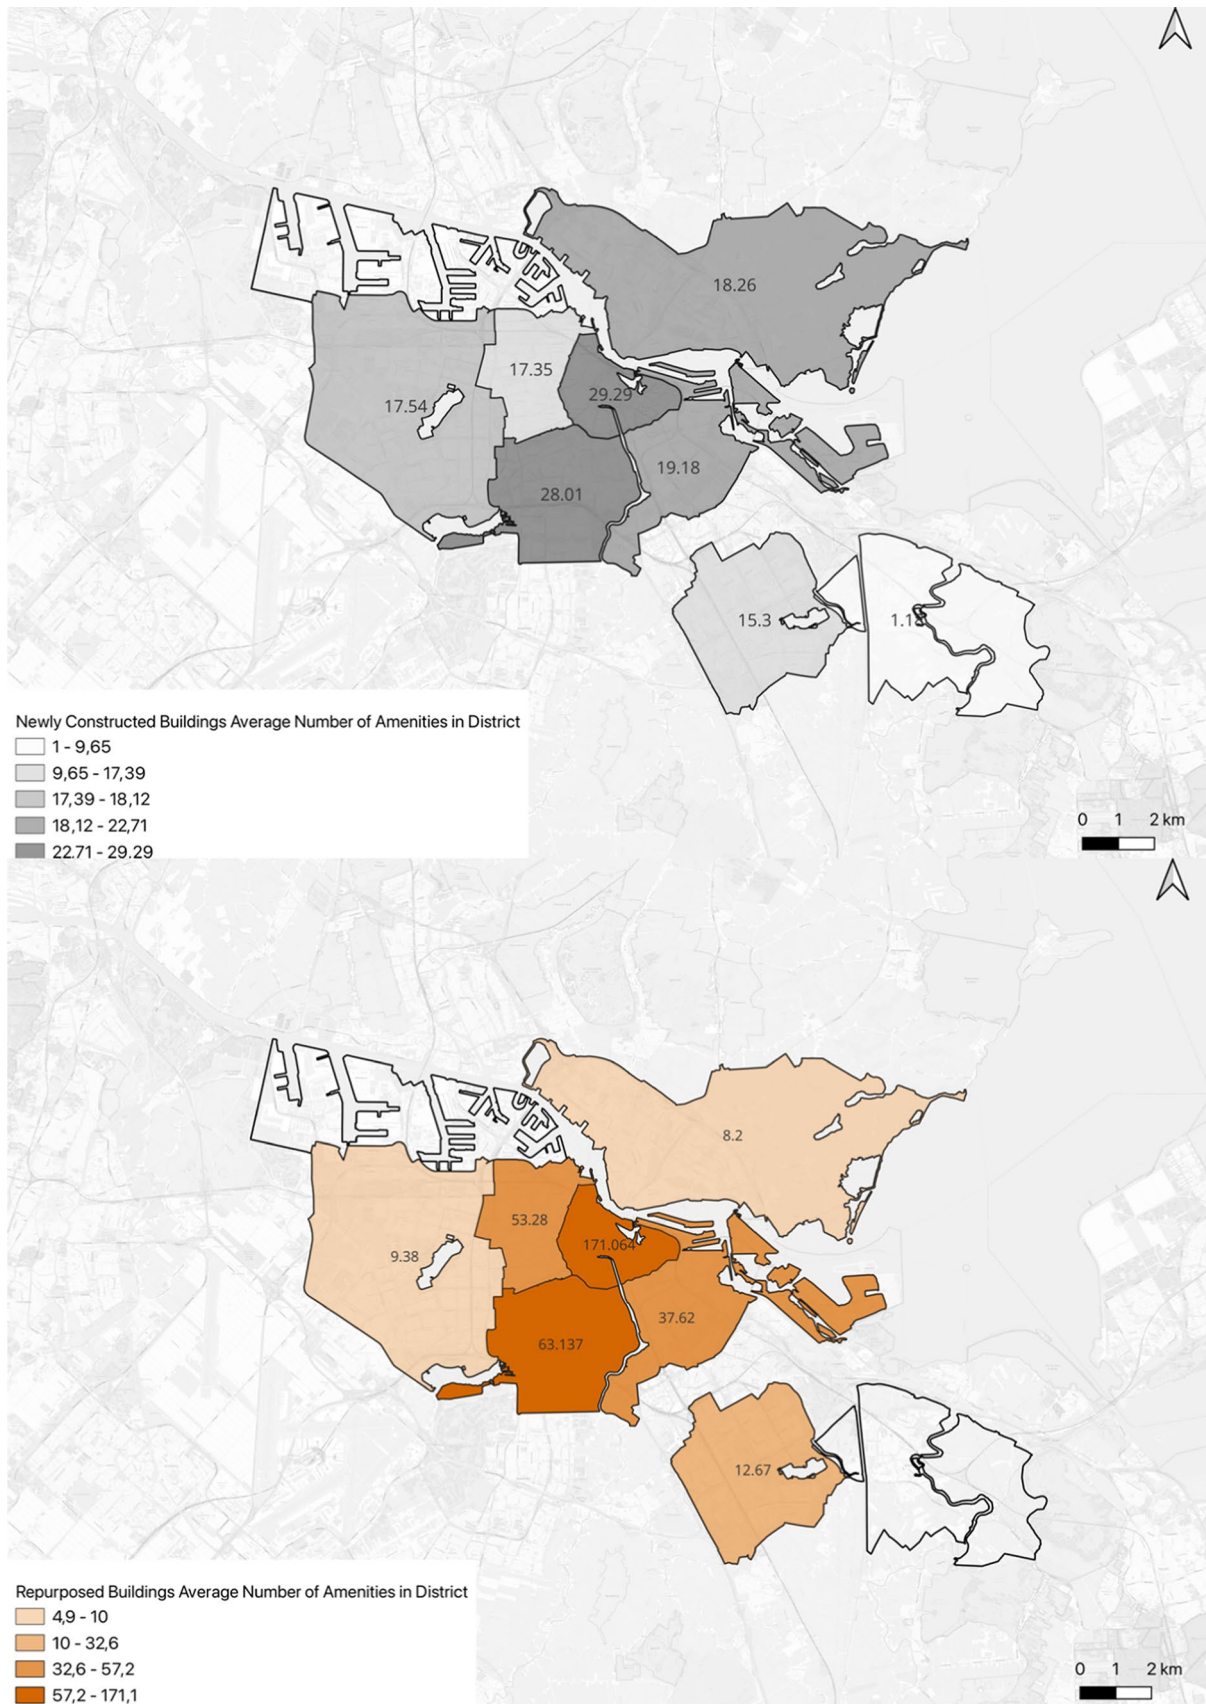 18.26
17.35
29.29
17.54
19.18
28.01
15.3
Newly Constructed Buildings Average Number of Amenities in District
1 - 9,65
9,65 - 17,39
17,39 - 18,12
18,12 - 22,71
22.71 - 29.29
0 1 2 km
8.2
53.28
171.064
9.38
37.62
63.137
12.67
Repurposed Buildings Average Number of Amenities in District
4,9 - 10
10 - 32,6
32,6 - 57,2
57,2 - 171,1
0 1 2 km